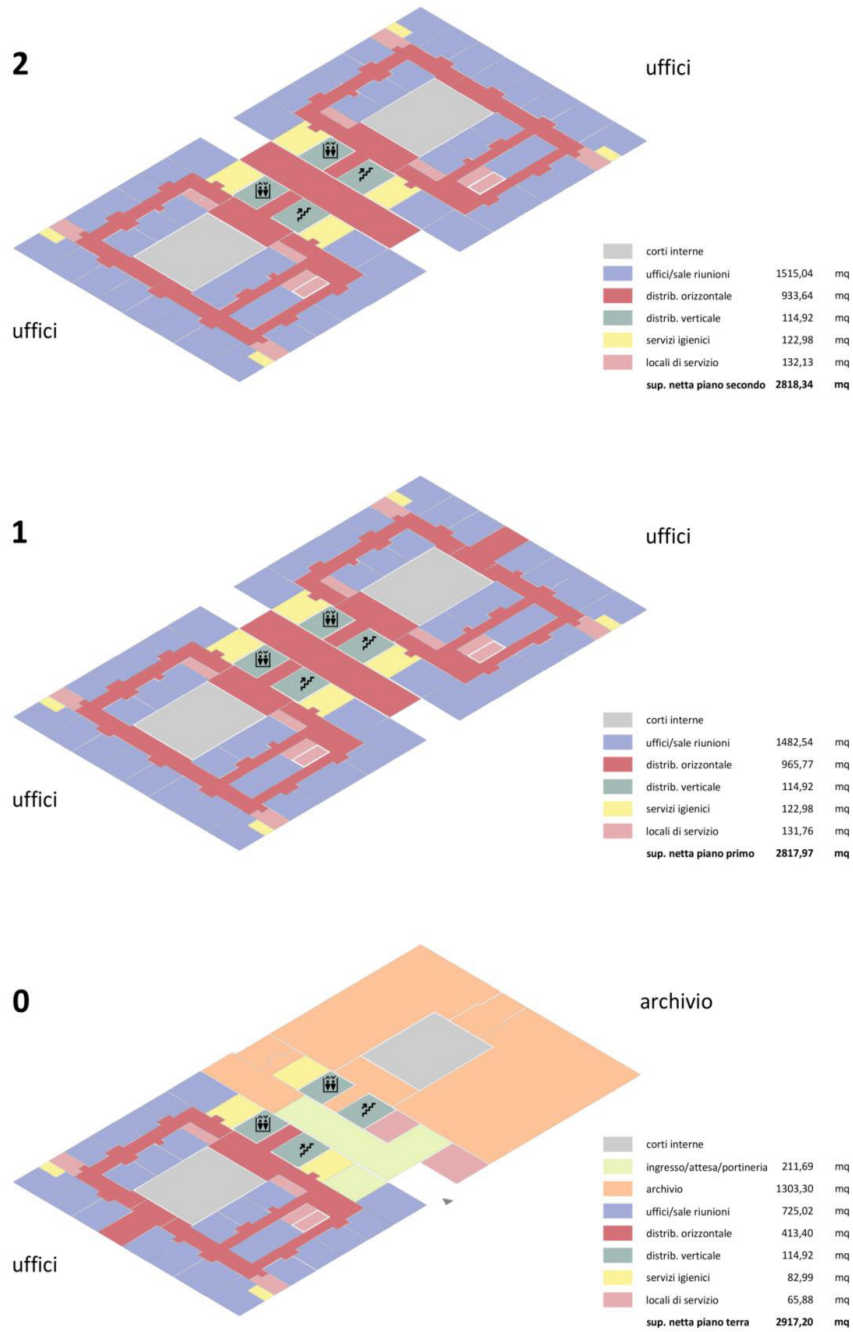 2
uffici
uffici
corti interne
uffici/sale riunioni 1515,04 mq
distrib. orizzontale 933,64 mq
distrib. verticale 114,92 mq
servizi igienici 122,98 mq
locali di servizio 132,13 mq
sup. netta piano secondo 2818,34 mq
1
uffici
uffici
corti interne
uffici/sale riunioni 1482,54 mq
distrib. orizzontale 965,77 mq
distrib. verticale 114,92 mq
servizi igienici 122,98 mq
locali di servizio 131,76 mq
sup. netta piano primo 2817,97 mq
0
archivio
uffici
corti interne
ingresso/attesa/portineria 211,69 mq
archivio 1303,30 mq
uffici/sale riunioni 725,02 mq
distrib. orizzontale 413,40 mq
distrib. verticale 114,92 mq
servizi igienici 82,99 mq
locali di servizio 65,88 mq
sup. netta piano terra 2917,20 mq